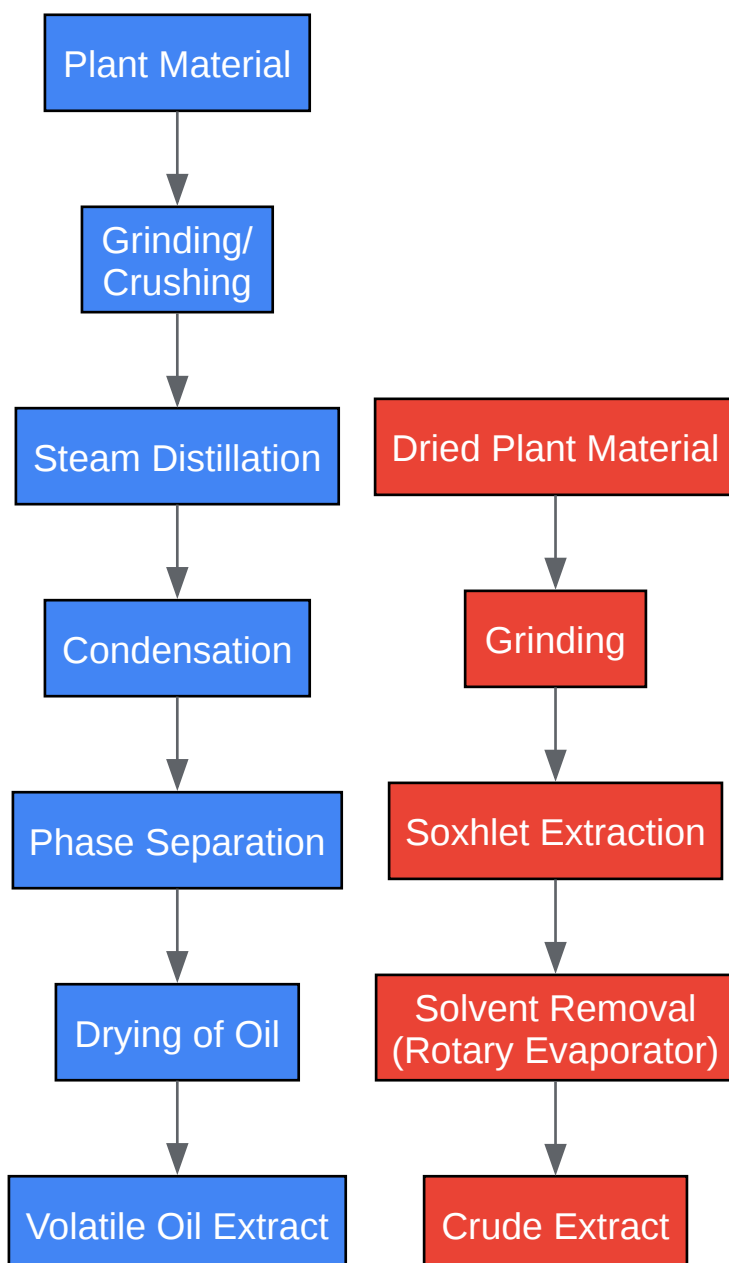 Plant Material
Grinding/
Crushing
Steam Distillation
Condensation
Phase Separation
Drying of Oil
Volatile Oil Extract
Dried Plant Material
Grinding
Soxhlet Extraction
Solvent Removal
(Rotary Evaporator)
Crude Extract